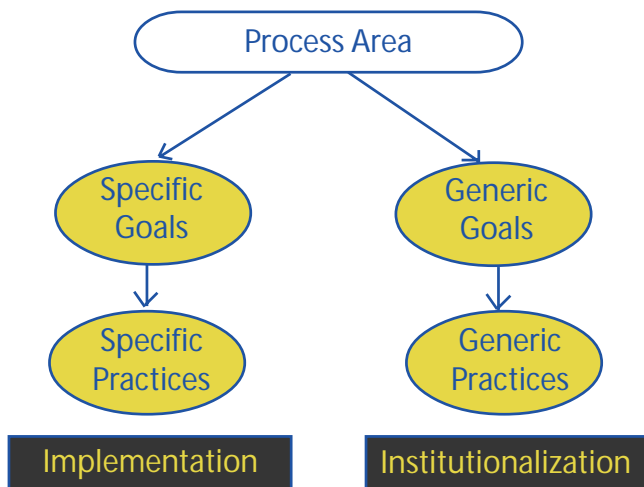 Process Area
Specific
Goals
Generic
Goals
Specific
Practices
Generic
Practices
Implementation
Institutionalization